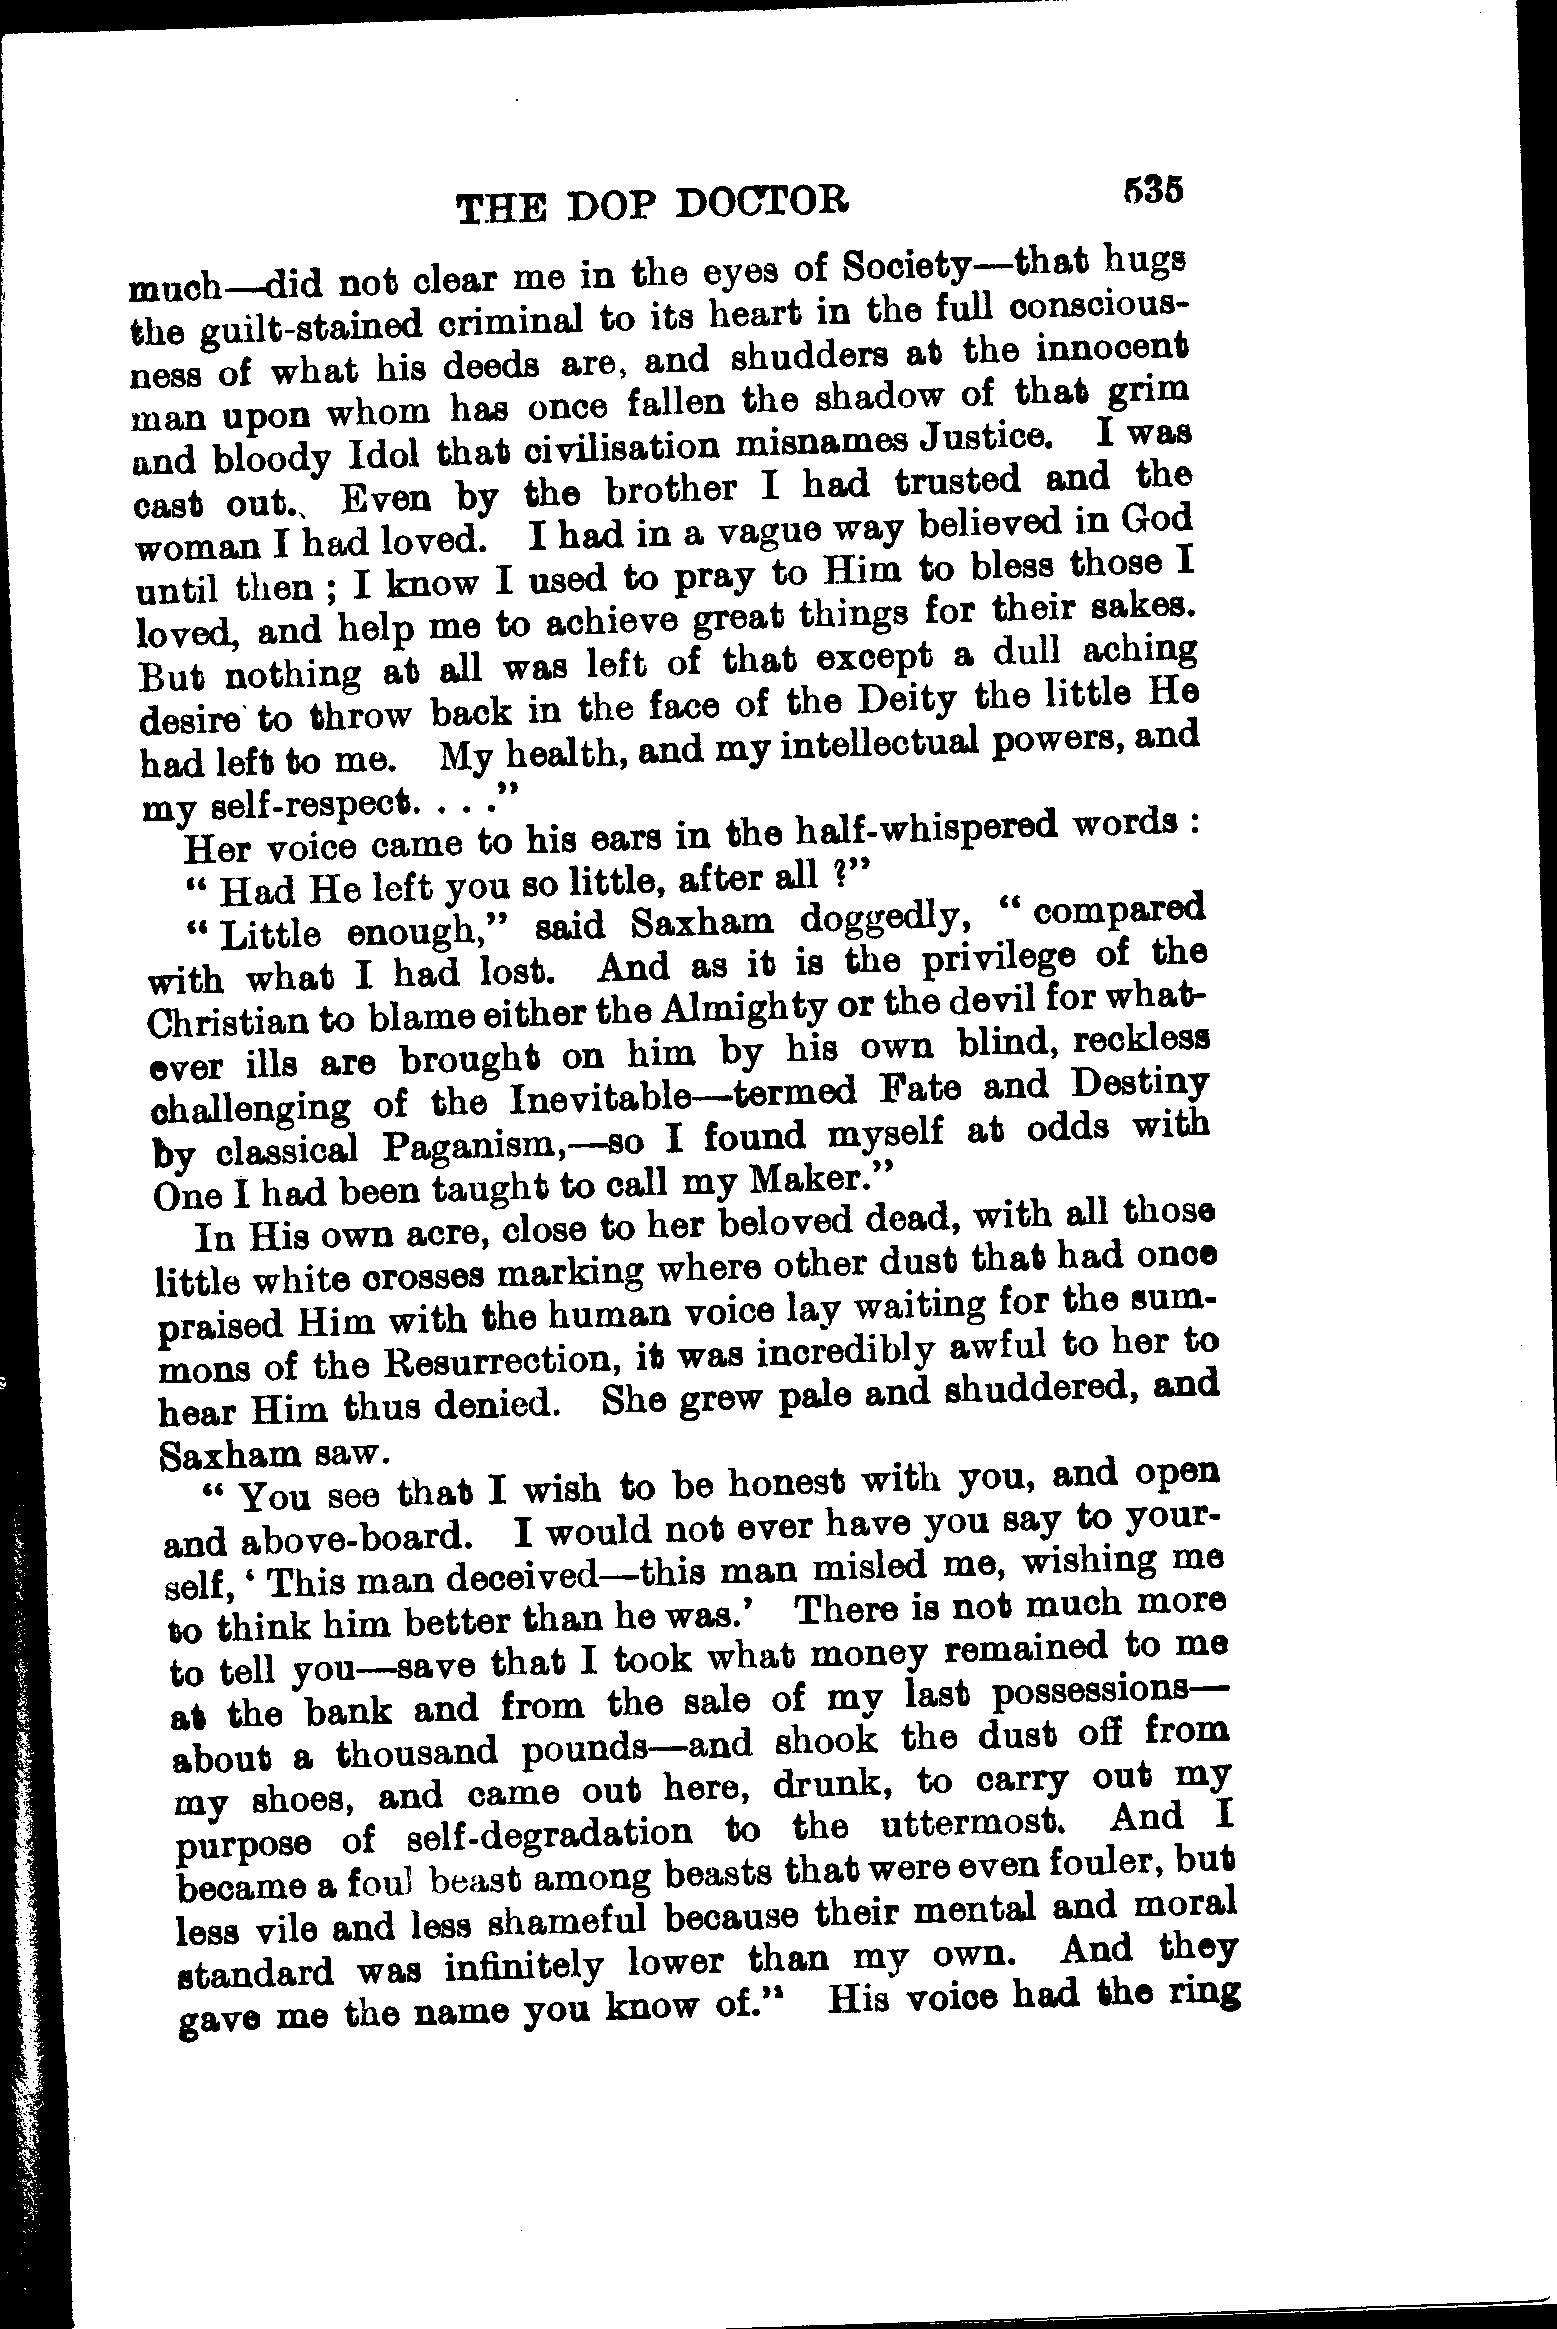 THE DOP DOCTOR 535
much—did not clear me in the eyes of Society—that hugs
the guilt-stained criminal to its heart in the full conscious-
ness of what his deeds are, and shudders at the innocent
man upon whom has once fallen the shadow of that grim
and bloody Idol that civilisation misnames Justice. I was
cast out. Even by the brother I had trusted and the
woman I had loved. I had in a vague way believed in God
until then ; I know I used to pray to Him to bless those I
loved, and help me to achieve great things for their sakes.
But nothing at all was left of that except a dull aching
desire to throw back in the face of the Deity the little He
had left to me. My health, and my intellectual powers, and
my self-respect. . . ."
Her voice came to his ears in the half-whispered words :
" Had He left you so little, after all ?"
" Little enough," said Saxham doggedly, " compared
with what I had lost. And as it is the privilege of the
Christian to blame either the Almighty or the devil for what-
ever ills are brought on him by his own blind, reckless
challenging of the Inevitable—termed Fate and Destiny
by classical Paganism,—so I found myself at odds with
One I had been taught to call my Maker."
In His own acre, close to her beloved dead, with all those
little white crosses marking where other dust that had once
praised Him with the human voice lay waiting for the sum-
mons of the Resurrection, it was incredibly awful to her to
hear Him thus denied. She grew pale and shuddered, and
Saxham saw.
" You see that I wish to be honest with you, and open
and above-board. I would not ever have you say to your-
self, ' This man deceived—this man misled me, wishing me
to think him better than he was.' There is not much more
to tell you—save that I took what money remained to me
at the bank and from the sale of my last possessions—
about a thousand pounds—and shook the dust off from
my shoes, and came out here, drunk, to carry out my
purpose of self-degradation to the uttermost. And I
became a foul beast among beasts that were even fouler, but
less vile and less shameful because their mental and moral
standard was infinitely lower than my own. And they
gave me the name you know of." His voice had the ring